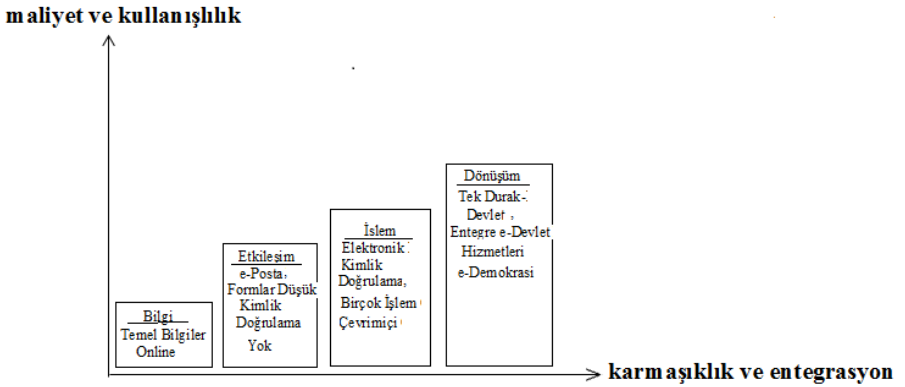 maliyet ve kullanışlılık
Bilgi
Temel Bilgiler
Online
Etkileşim
e-Posta,
Formlar Düşük
Kimlik
Doğrulama
Yok
İşlem
Elektronik
Kimlik
Doğrulama,
Birçok İşlem
Çevrimiçi
Dönüşüm
Tek Durak-
Devlet ,
Entegre e-Devlet
Hizmetleri
e-Demokrasi
karmaşıklık ve entegrasyon